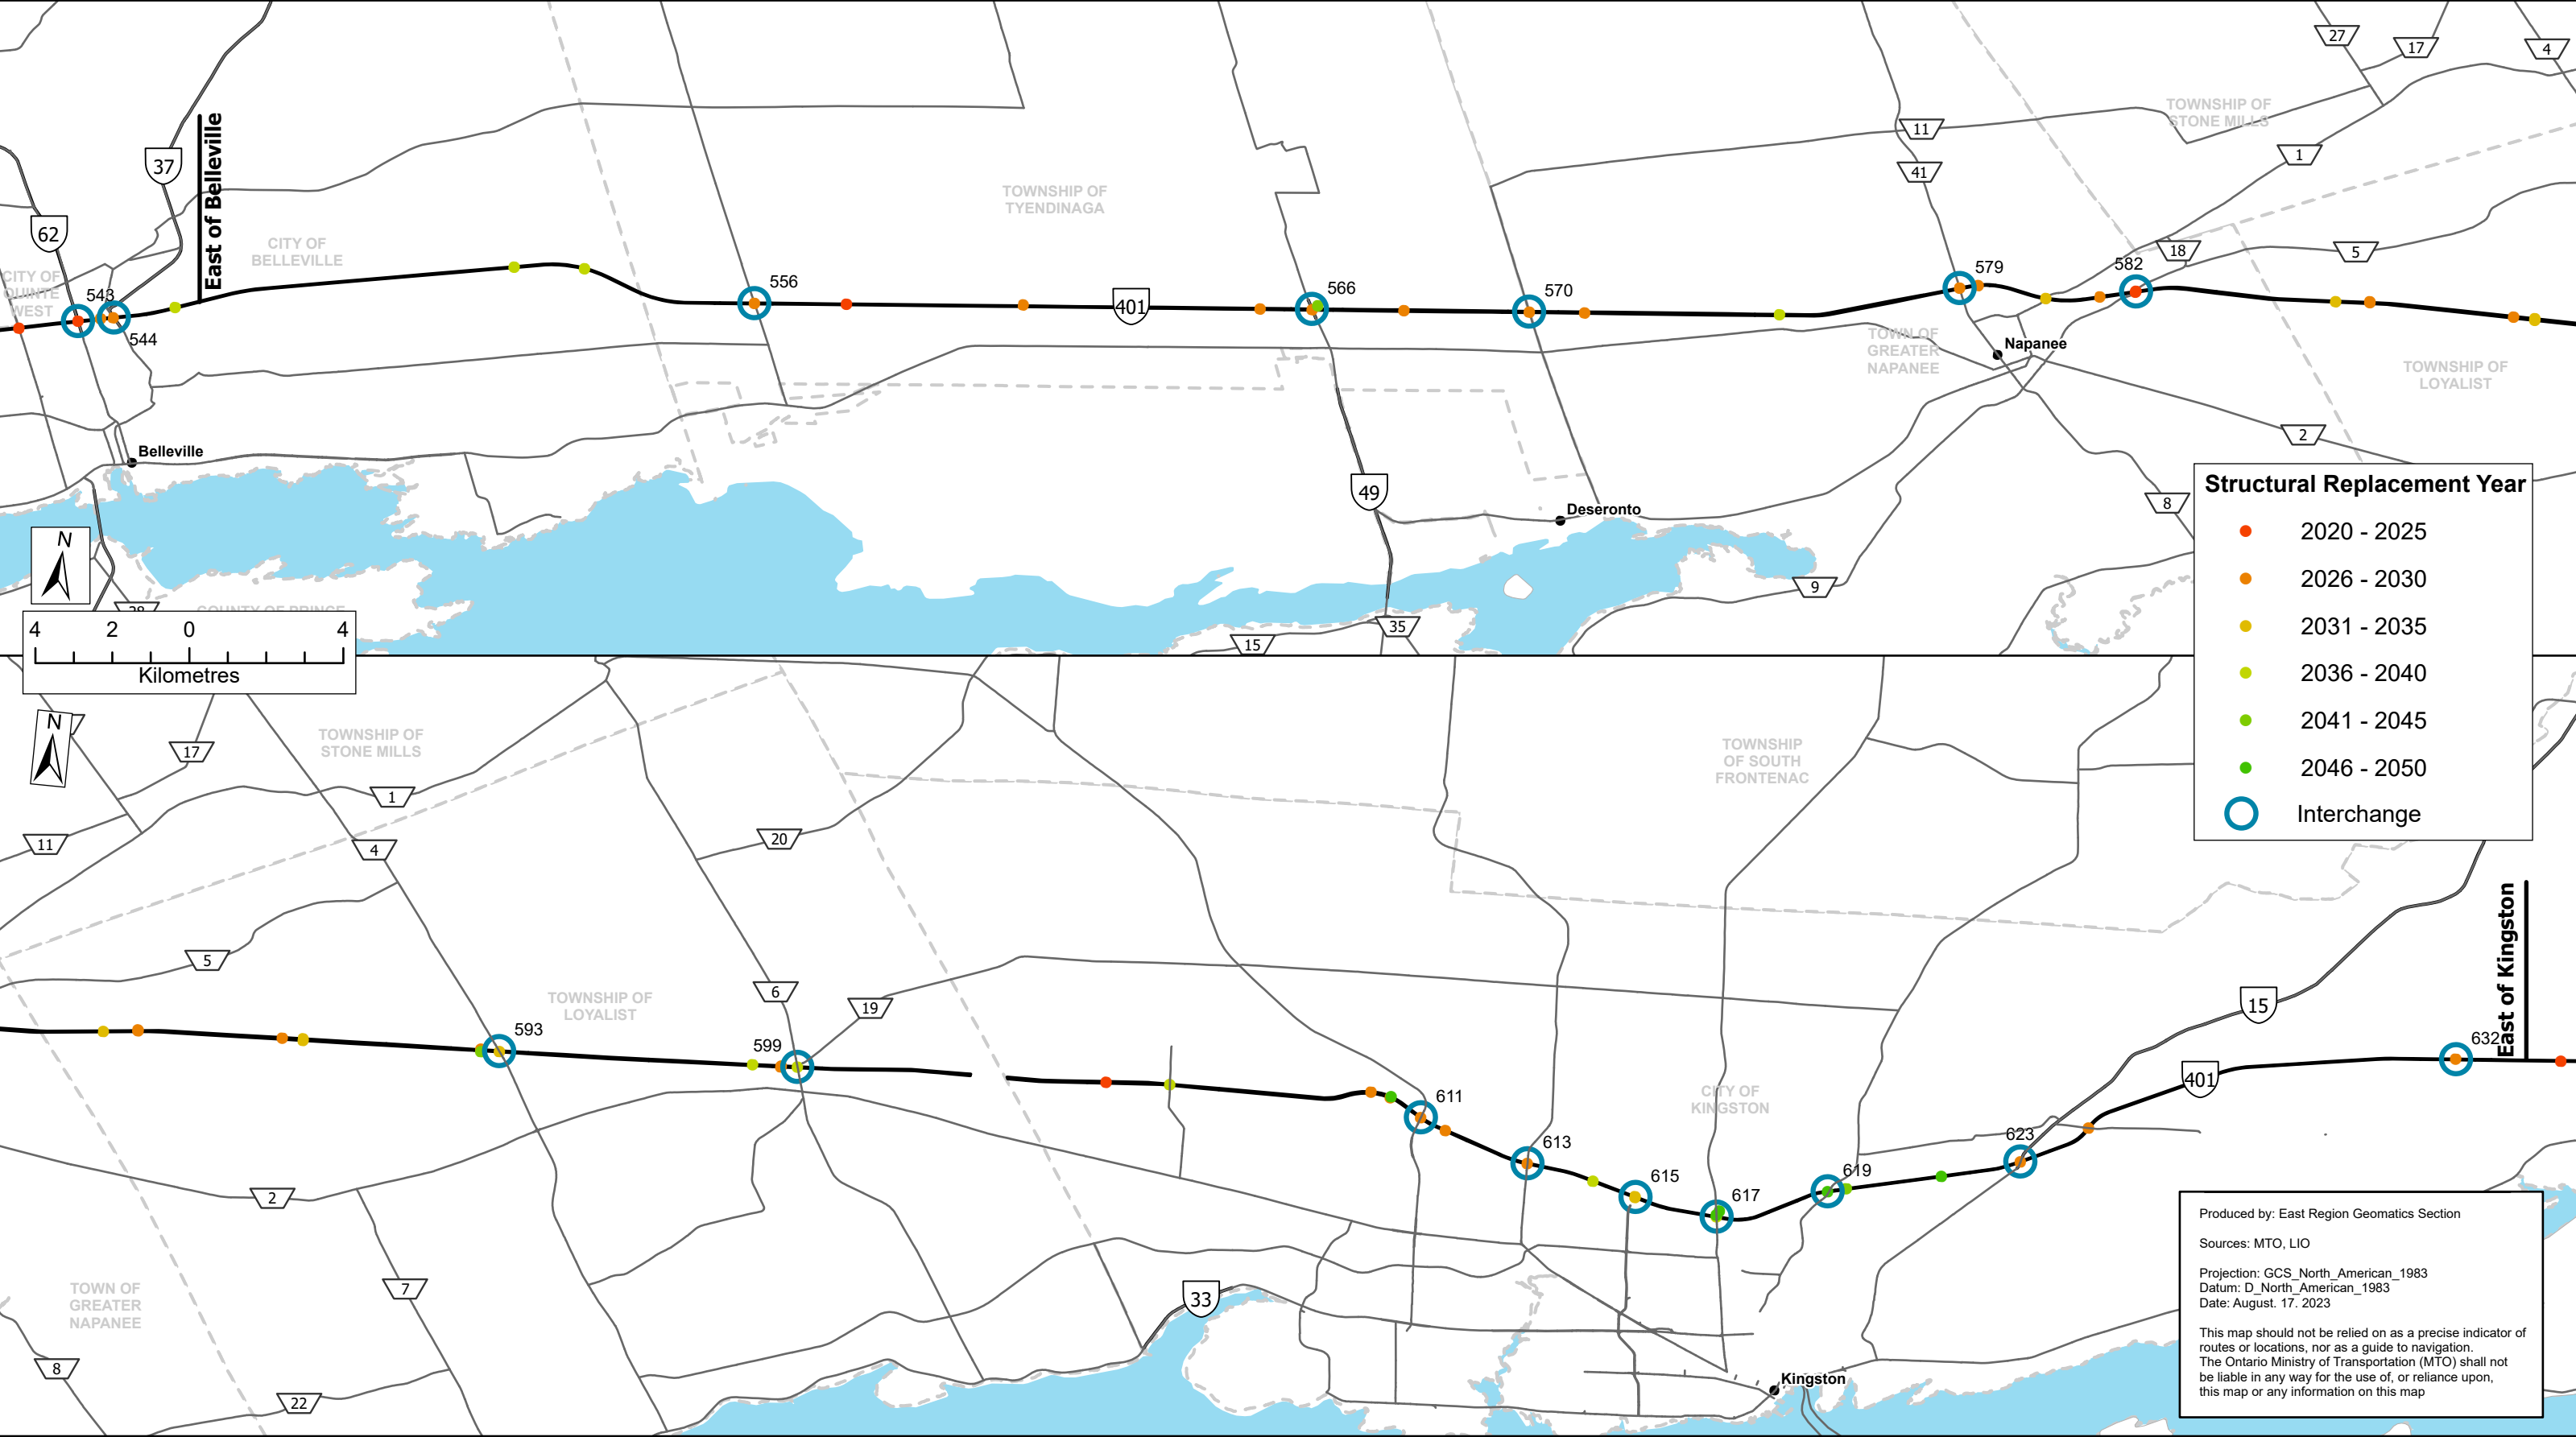 27
17
4
TOWNSHIP OF
STONE MILLS
11
1
37
41
East of Belleville
TOWNSHIP OF
TYENDINAGA
62
CITY OF
BELLEVILLE
18
5
CITY OF
QUINTE
WEST
543
544
556
401
566
570
579
582
TOWN OF
GREATER
NAPANEE
Napanee
TOWNSHIP OF
LOYALIST
2
Belleville
49
8
Deseronto
9
35
15
N
COUNTY OF PRINCE
4 2 0 4
Kilometres
Structural Replacement Year
2020 - 2025
2026 - 2030
2031 - 2035
2036 - 2040
2041 - 2045
2046 - 2050
Interchange
N
17
TOWNSHIP OF
STONE MILLS
TOWNSHIP
OF SOUTH
FRONTENAC
1
11
4
20
5
6
19
TOWNSHIP OF
LOYALIST
593
599
15
East of Kingston
632
401
611
CITY OF
KINGSTON
613
615
617
619
623
2
7
TOWN OF
GREATER
NAPANEE
33
8
22
Kingston
Produced by: East Region Geomatics Section
Sources: MTO, LIO
Projection: GCS_North_American_1983
Datum: D_North_American_1983
Date: August. 17. 2023
This map should not be relied on as a precise indicator of
routes or locations, nor as a guide to navigation.
The Ontario Ministry of Transportation (MTO) shall not
be liable in any way for the use of, or reliance upon,
this map or any information on this map